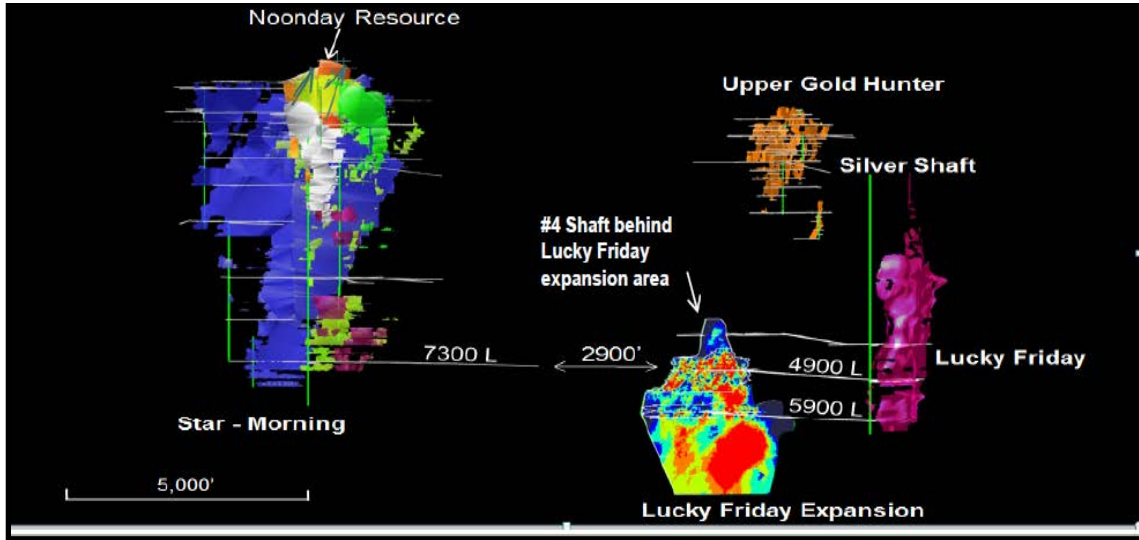 Noonday Resource
Upper Gold Hunter
Silver Shaft
#4 Shaft behind
Lucky Friday
expansion area
7300 L
2900'
4900 L
Lucky Friday
5900 L
Star - Morning
5,000'
Lucky Friday Expansion